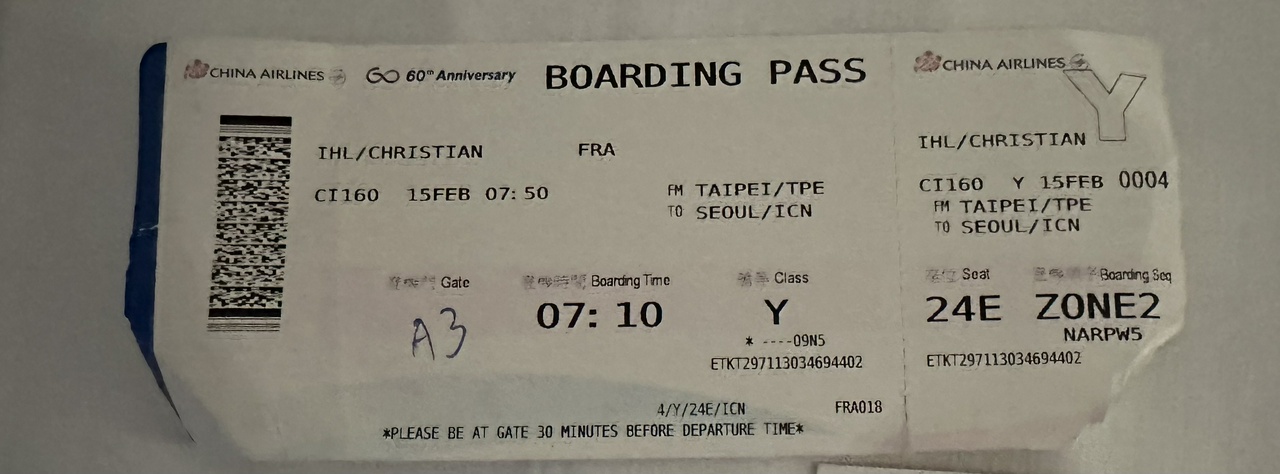 CHINA AIRLINES 60th Anniversary BOARDING PASS
IHL/CHRISTIAN FRA
CI160 15FEB 07:50
FM TAIPEI/TPE
TO SEOUL/ICN
Gate Boarding Time Class
A3 07:10 Y
* ----09N5
ETKT297113034694402
4/Y/24E/ICN FRA018
*PLEASE BE AT GATE 30 MINUTES BEFORE DEPARTURE TIME*
CHINA AIRLINES
Y
IHL/CHRISTIAN
CI160 Y 15FEB 0004
FM TAIPEI/TPE
TO SEOUL/ICN
Seat Boarding Seq
24E ZONE2
NARPW5
ETKT297113034694402